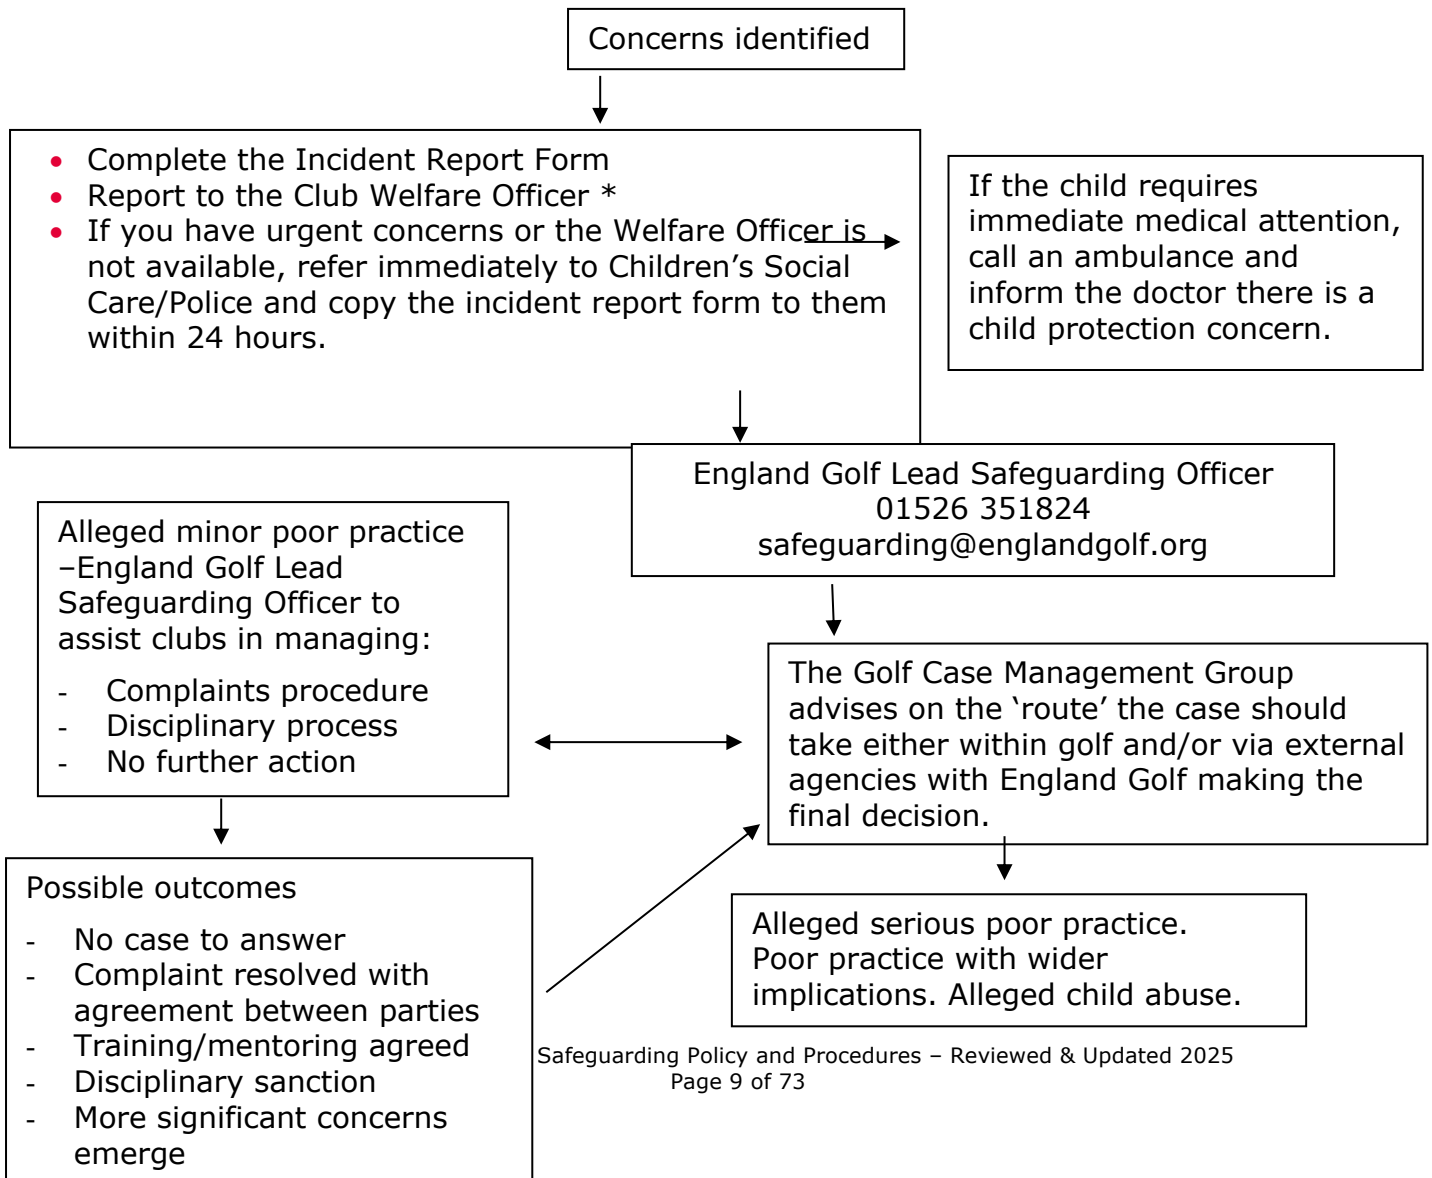 Concerns identified
• Complete the Incident Report Form
• Report to the Club Welfare Officer *
• If you have urgent concerns or the Welfare Officer is
not available, refer immediately to Children’s Social
Care/Police and copy the incident report form to them
within 24 hours.
If the child requires
immediate medical attention,
call an ambulance and
inform the doctor there is a
child protection concern.
England Golf Lead Safeguarding Officer
01526 351824
safeguarding@englandgolf.org
Alleged minor poor practice
–England Golf Lead
Safeguarding Officer to
assist clubs in managing:
- Complaints procedure
- Disciplinary process
- No further action
The Golf Case Management Group
advises on the ‘route’ the case should
take either within golf and/or via external
agencies with England Golf making the
final decision.
Possible outcomes
- No case to answer
- Complaint resolved with
agreement between parties
- Training/mentoring agreed
- Disciplinary sanction
- More significant concerns
emerge
Alleged serious poor practice.
Poor practice with wider
implications. Alleged child abuse.
Safeguarding Policy and Procedures – Reviewed & Updated 2025
Page 9 of 73